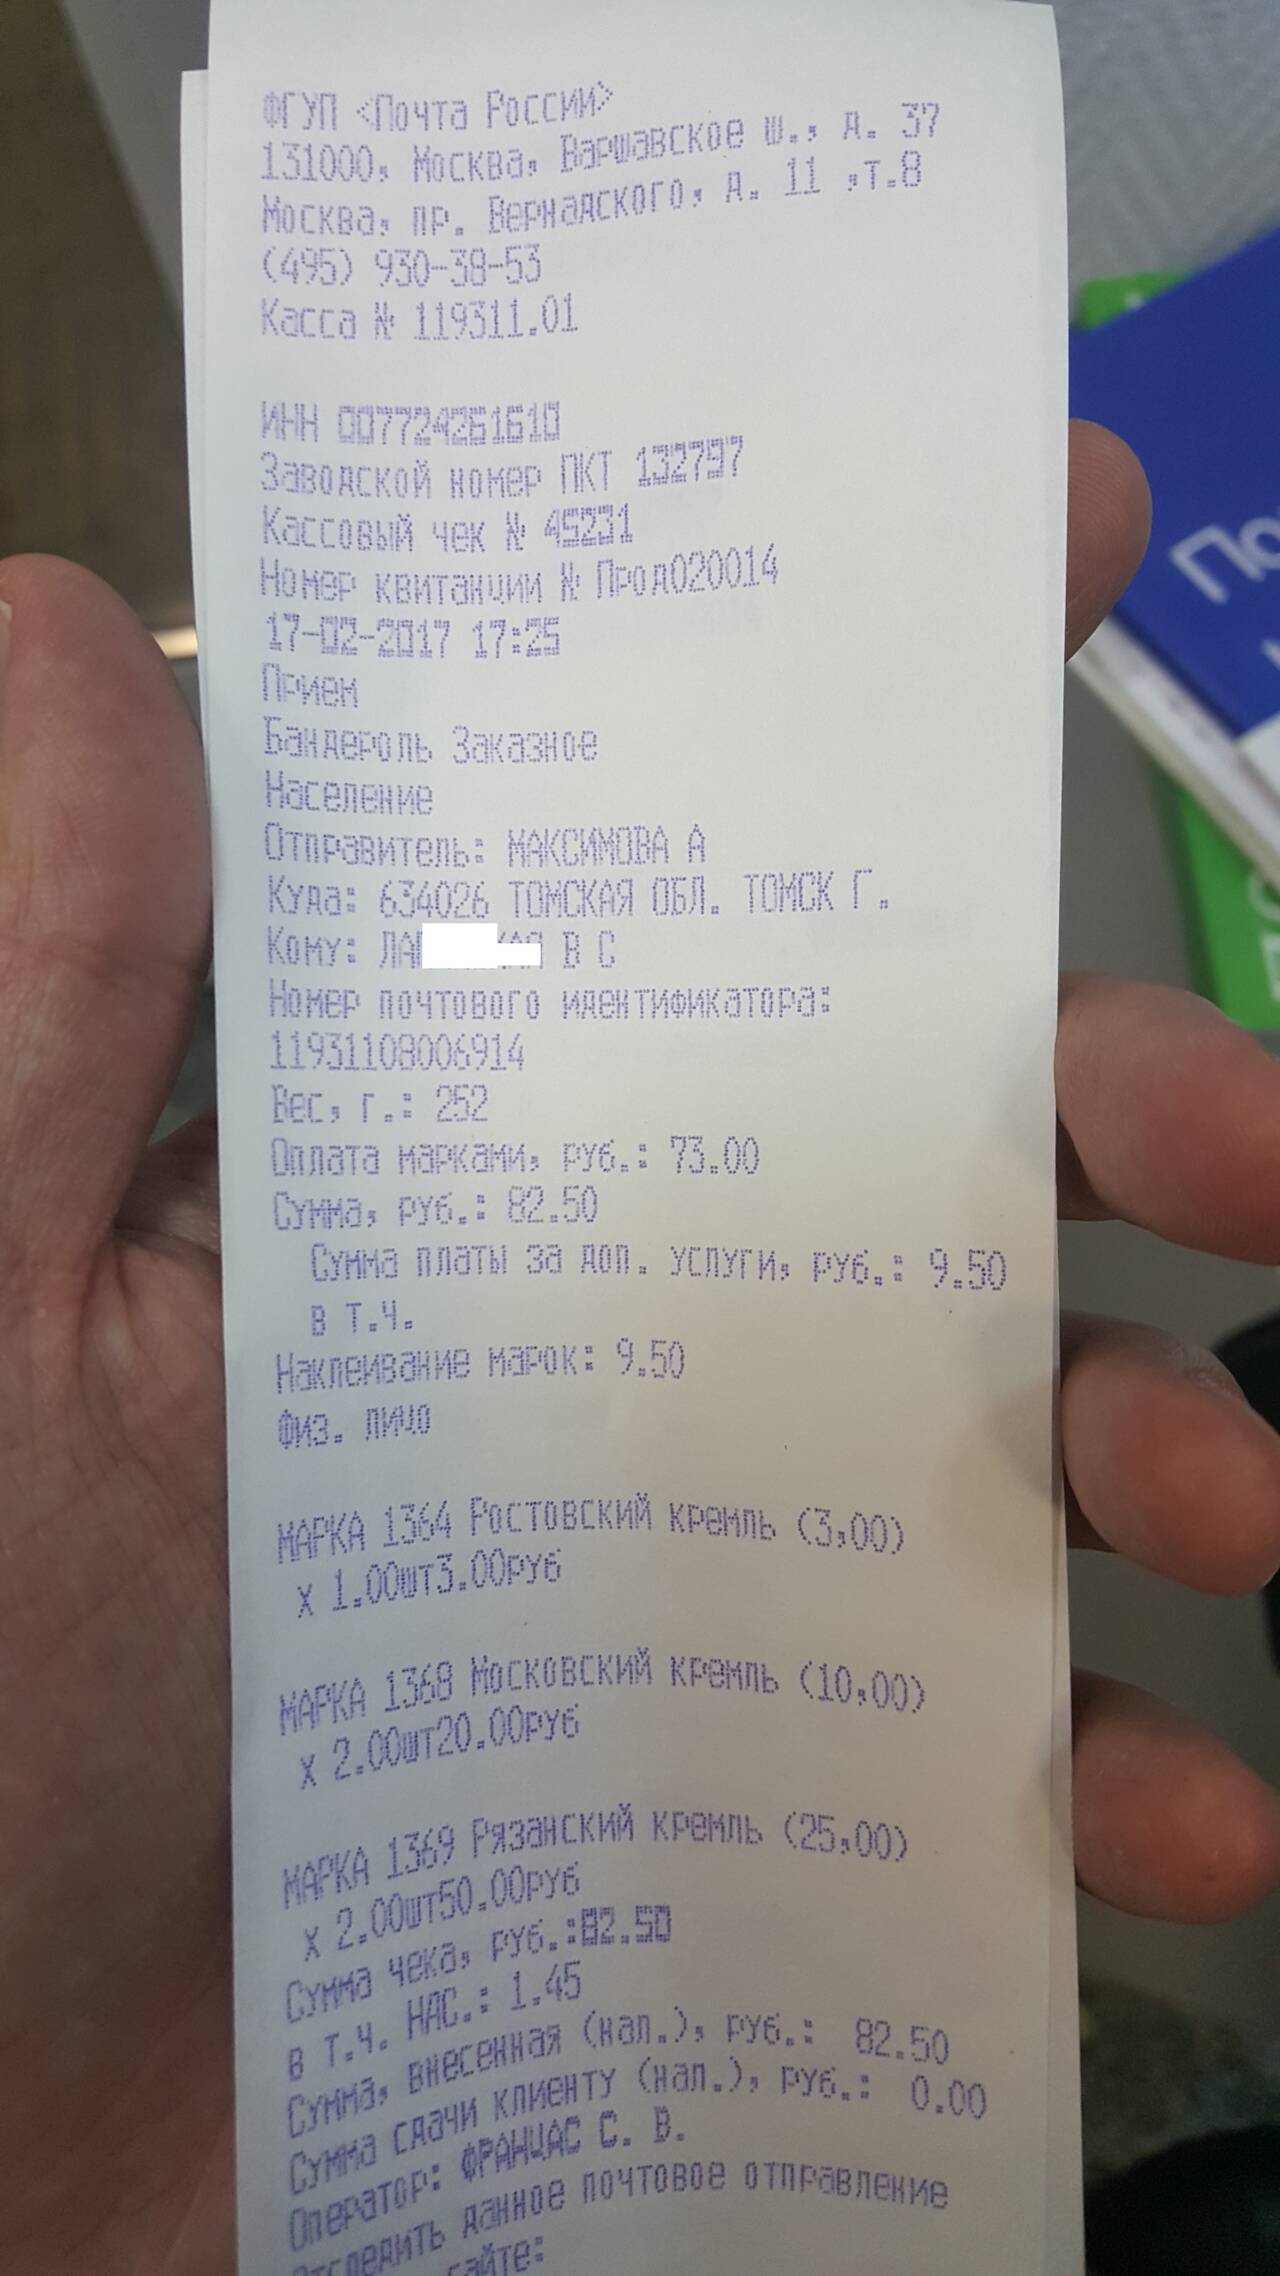 ФГУП <Почта России>
131000, Москва, Варшавское ш., д. 37
Москва, пр. Вернадского, д. 11 ,т.8
(495) 930-38-53
Касса № 119311.01
ИНН 007724261610
Заводской номер ПКТ 132797
Кассовый чек № 45231
Номер квитанции № Прод020014
17-02-2017 17:25
Прием
Бандероль Заказное
Население
Отправитель: МАКСИМОВА А
Куда: 634026 ТОМСКАЯ ОБЛ. ТОМСК Г.
Кому: В С
Номер почтового идентификатора:
11931108006914
Вес, г.: 252
Оплата марками, руб.: 73.00
Сумма, руб.: 82.50
Сумма платы за доп. услуги, руб.: 9.50
в т.ч.
Наклеивание марок: 9.50
Физ. лицо
МАРКА 1364 Ростовский кремль (3,00)
х 1.00шт3.00руб
МАРКА 1368 Московский кремль (10,00)
х 2.00шт20.00руб
МАРКА 1369 Рязанский кремль (25,00)
х 2.00шт50.00руб
Сумма чека, руб.:82.50
в т.ч. НАС.: 1.45
Сумма, внесенная (нал.), руб.: 82.50
Сумма сдачи клиенту (нал.), руб.: 0.00
Оператор: ФРАНЦАС С. В.
Отследить данное почтовое отправление
сайте: